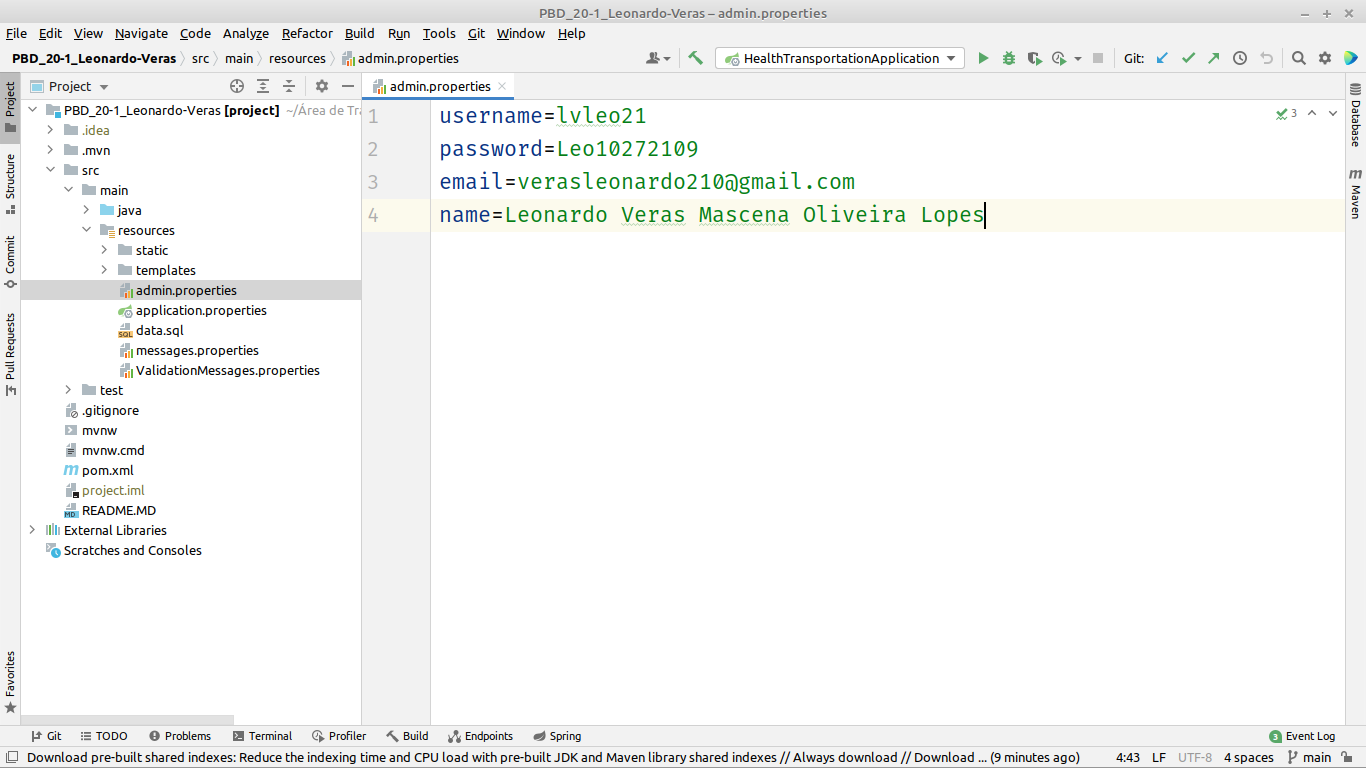 PBD_20-1_Leonardo-Veras – admin.properties
File Edit View Navigate Code Analyze Refactor Build Run Tools Git Window Help
PBD_20-1_Leonardo-Veras src main resources admin.properties HealthTransportationApplication Git:
Project
admin.properties
PBD_20-1_Leonardo-Veras [project] ~/Área de Tra
.idea
.mvn
src
main
java
resources
static
templates
admin.properties
application.properties
data.sql
messages.properties
ValidationMessages.properties
test
.gitignore
mvnw
mvnw.cmd
pom.xml
project.iml
README.MD
External Libraries
Scratches and Consoles
1 username=lvleo21
2 password=Leo10272109
3 email=verasleonardo210@gmail.com
4 name=Leonardo Veras Mascena Oliveira Lopes
3
Project
Structure
Commit
Pull Requests
Favorites
Database
Maven
Git TODO Problems Terminal Profiler Build Endpoints Spring 3 Event Log
Download pre-built shared indexes: Reduce the indexing time and CPU load with pre-built JDK and Maven library shared indexes // Always download // Download ... (9 minutes ago) 4:43 LF UTF-8 4 spaces main